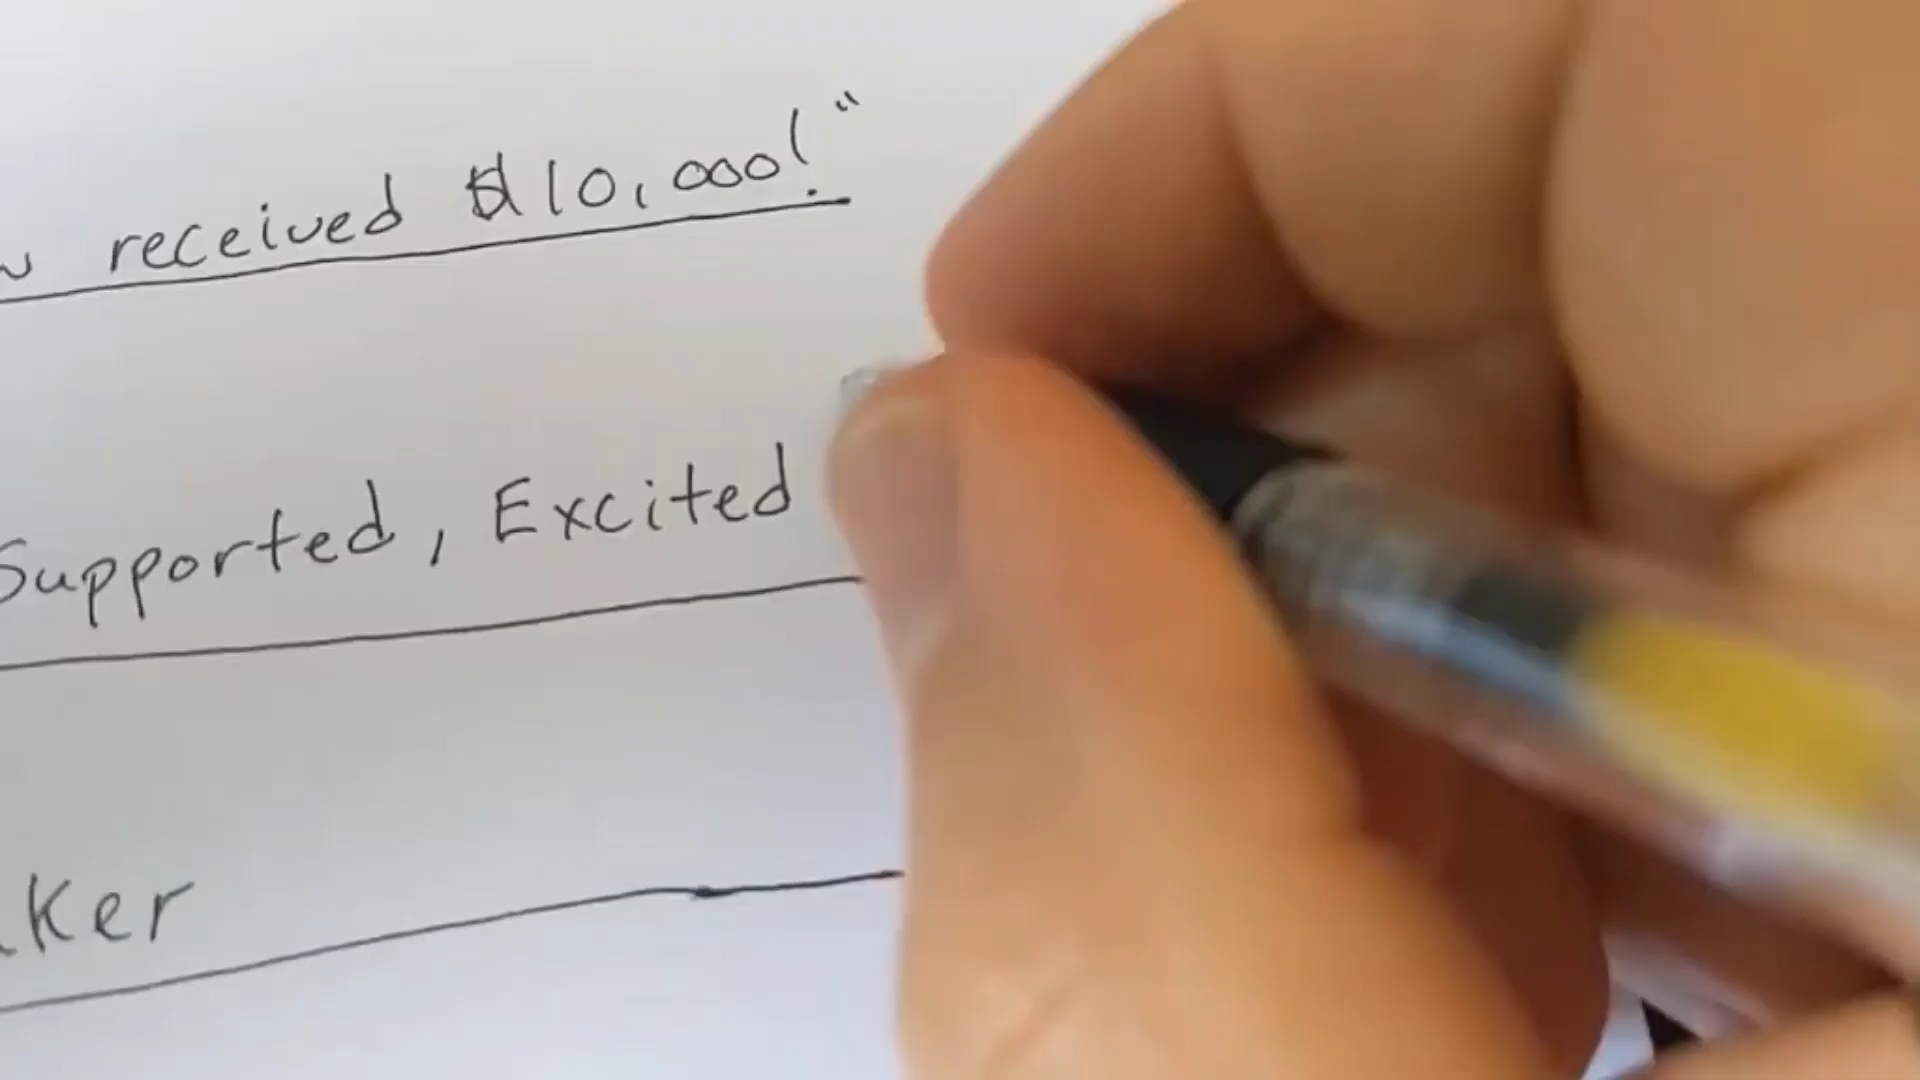 received $10,000!"
Supported, Excited
ker